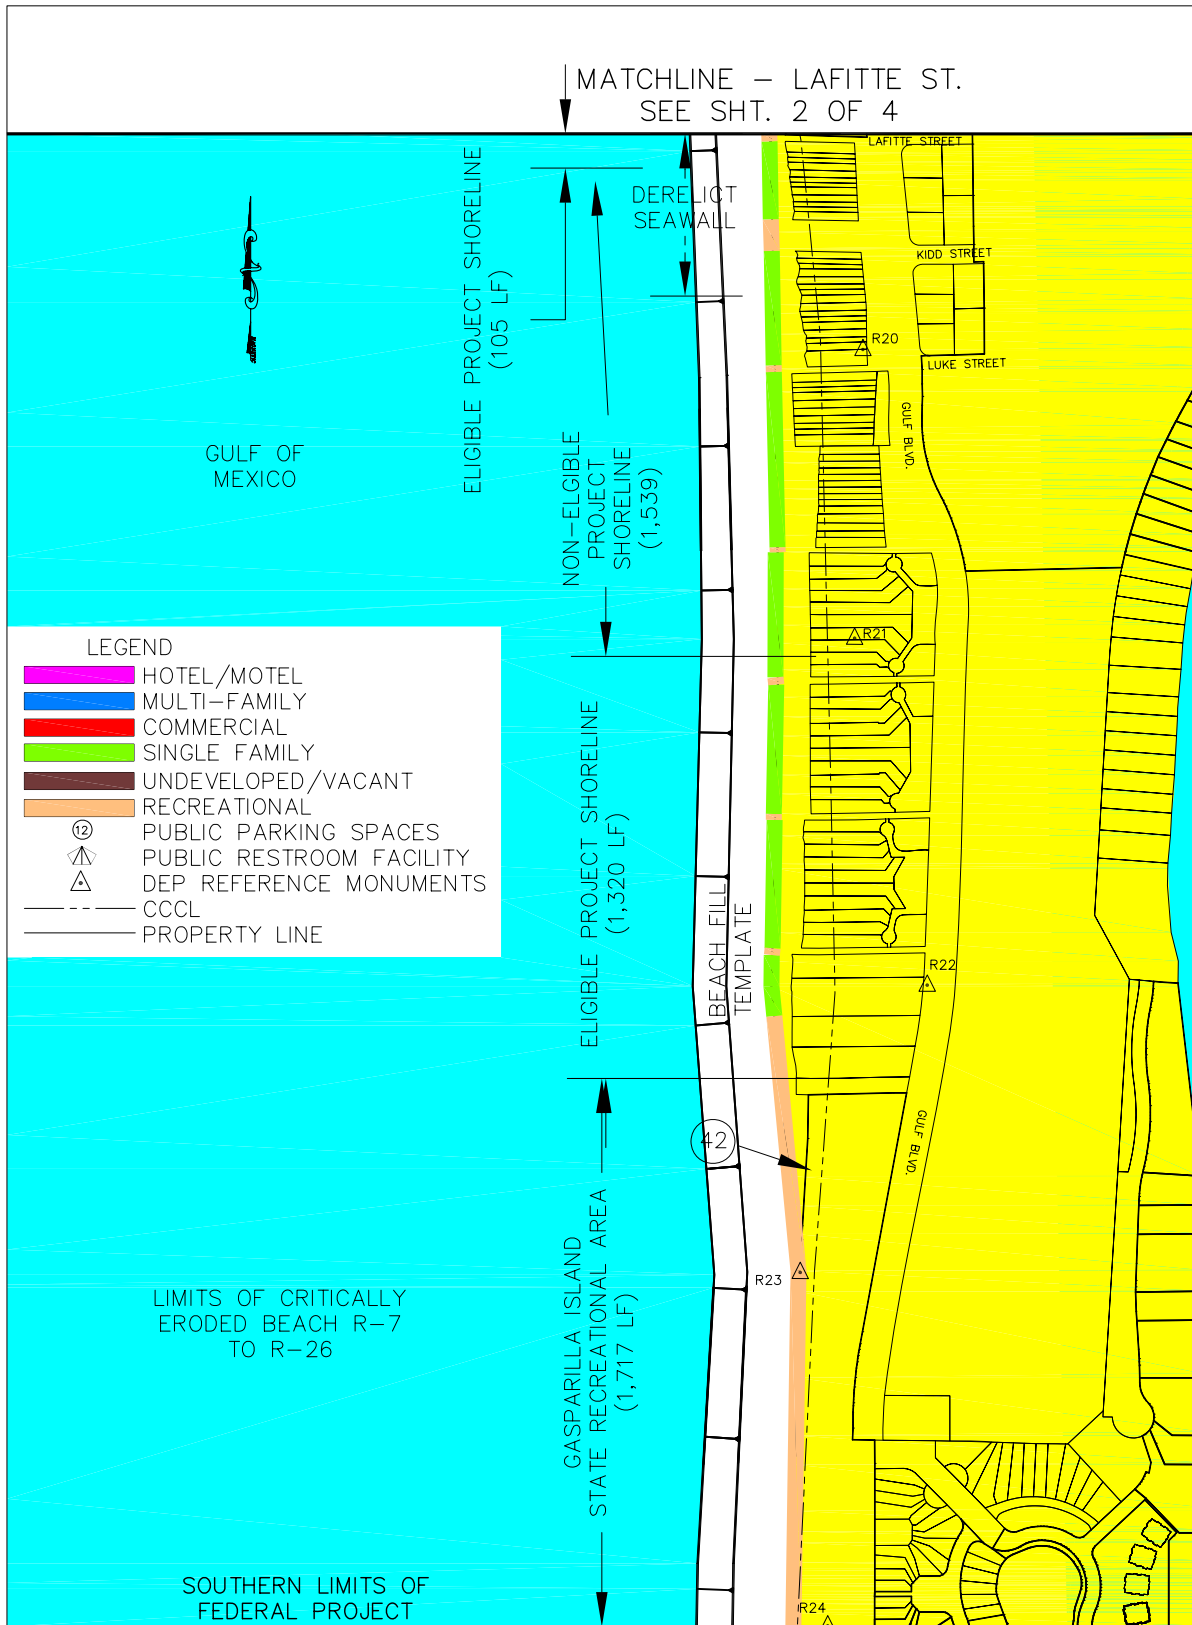 MATCHLINE – LAFITTE ST.
SEE SHT. 2 OF 4
LAFITTE STREET
ELIGIBLE PROJECT SHORELINE
(105 LF)
DERELICT
SEAWALL
KIDD STREET
R20
LUKE STREET
GULF BLVD.
GULF OF
MEXICO
NON-ELGIBLE
PROJECT
SHORELINE
(1,539)
R21
LEGEND
HOTEL/MOTEL
MULTI-FAMILY
COMMERCIAL
SINGLE FAMILY
UNDEVELOPED/VACANT
RECREATIONAL
12 PUBLIC PARKING SPACES
PUBLIC RESTROOM FACILITY
DEP REFERENCE MONUMENTS
CCCL
PROPERTY LINE
ELIGIBLE PROJECT SHORELINE
(1,320 LF)
BEACH FILL
TEMPLATE
R22
42
GULF BLVD.
GASPARILLA ISLAND
STATE RECREATIONAL AREA
(1,717 LF)
R23
LIMITS OF CRITICALLY
ERODED BEACH R-7
TO R-26
SOUTHERN LIMITS OF
FEDERAL PROJECT
R24